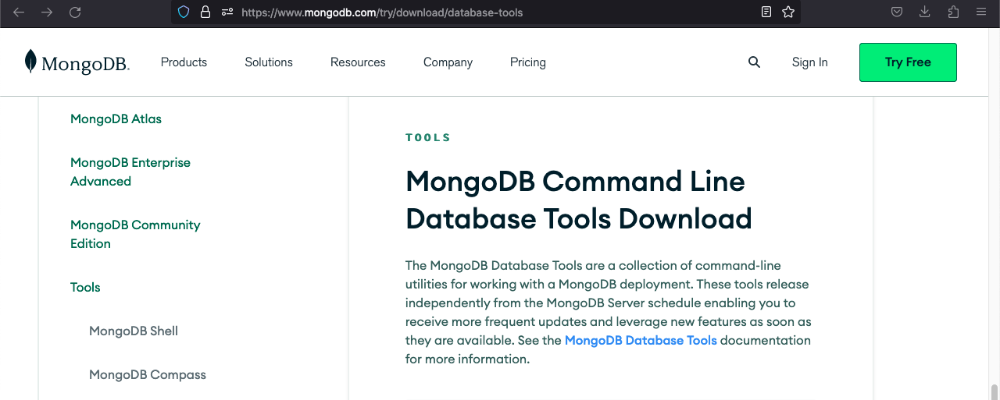 https://www.mongodb.com/try/download/database-tools
MongoDB.
Products
Solutions
Resources
Company
Pricing
Sign In
Try Free
MongoDB Atlas
MongoDB Enterprise
Advanced
MongoDB Community
Edition
Tools
MongoDB Shell
MongoDB Compass
TOOLS
MongoDB Command Line
Database Tools Download
The MongoDB Database Tools are a collection of command-line
utilities for working with a MongoDB deployment. These tools release
independently from the MongoDB Server schedule enabling you to
receive more frequent updates and leverage new features as soon as
they are available. See the MongoDB Database Tools documentation
for more information.